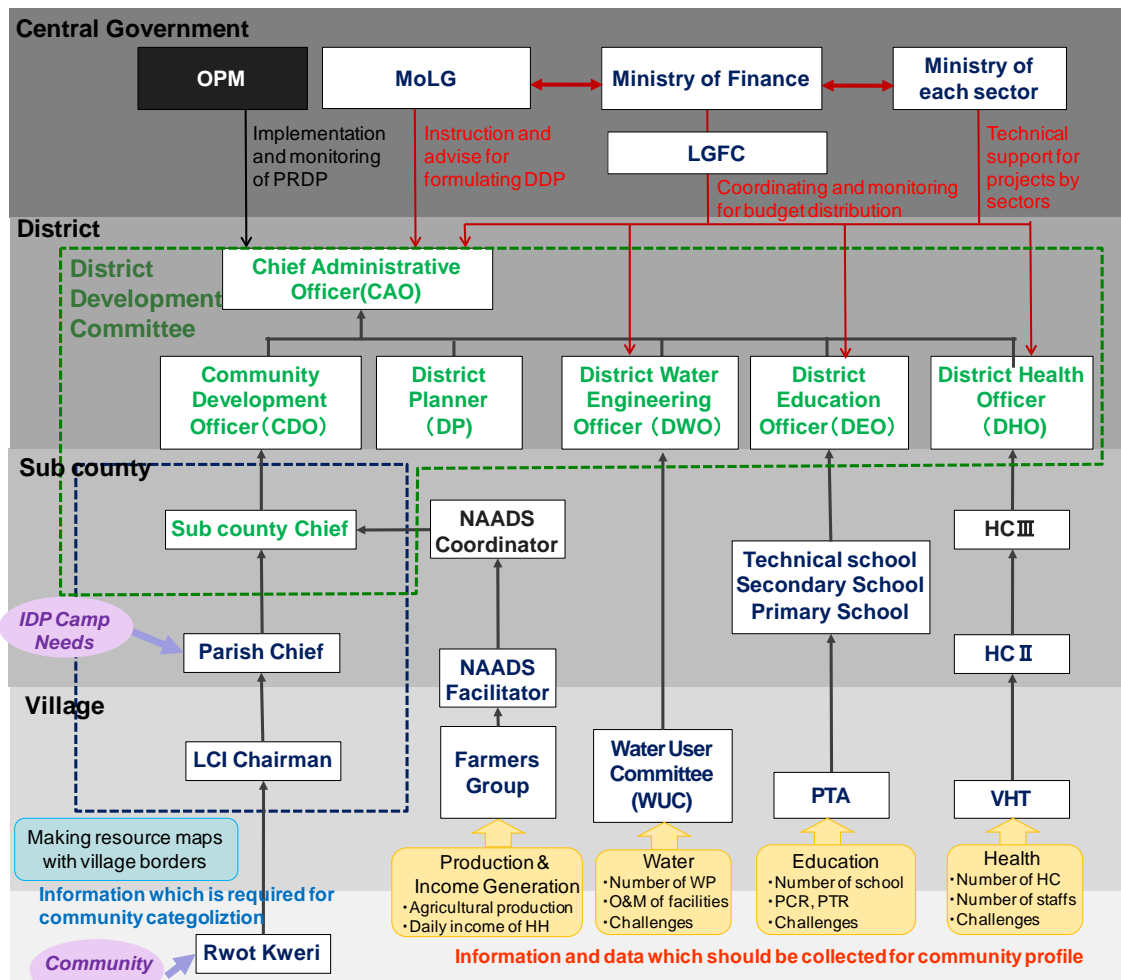 Central Government
OPM
MoLG
Ministry of Finance
Ministry of
each sector
LGFC
Implementation
and monitoring
of PRDP
Instruction and
advise for
formulating DDP
Coordinating and monitoring
for budget distribution
Technical
support for
projects by
sectors
District
District
Development
Committee
Chief Administrative
Officer(CAO)
Community
Development
Officer(CDO)
District
Planner
(DP)
District Water
Engineering
Officer (DWO)
District
Education
Officer(DEO)
District Health
Officer
(DHO)
Sub county
Sub county Chief
NAADS
Coordinator
Technical school
Secondary School
Primary School
HCⅢ
IDP Camp
Needs
Parish Chief
NAADS
Facilitator
HCⅡ
Village
LCI Chairman
Farmers
Group
Water User
Committee
(WUC)
PTA
VHT
Making resource maps
with village borders
Information which is required for
community categoliztion
Production &
Income Generation
・Agricultural production
・Daily income of HH
Water
・Number of WP
・O&M of facilities
・Challenges
Education
・Number of school
・PCR, PTR
・Challenges
Health
・Number of HC
・Number of staffs
・Challenges
Community
Rwot Kweri
Information and data which should be collected for community profile